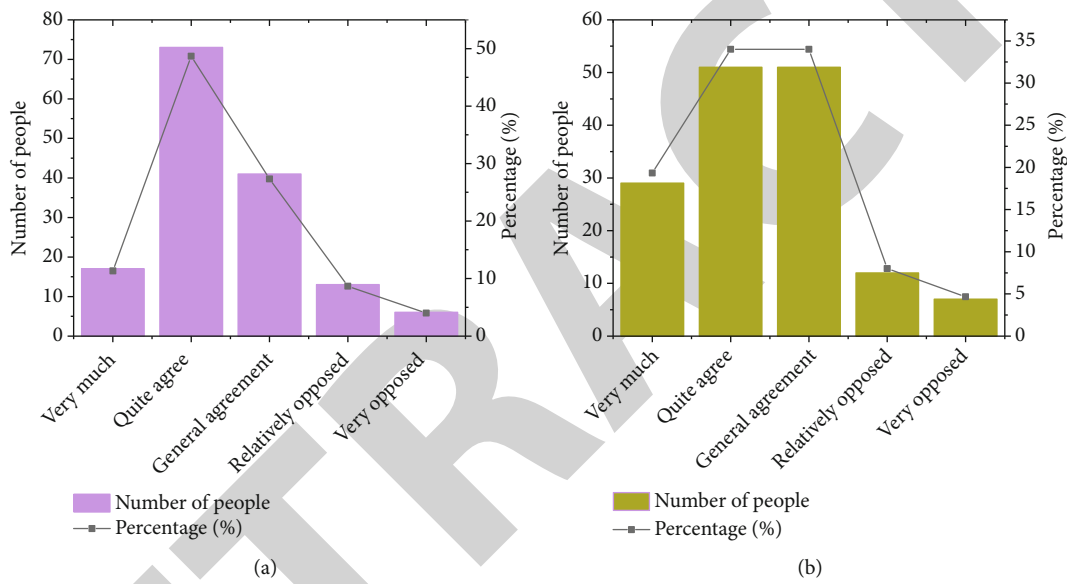 80
70
60
50
40
30
20
10
0
Number of people
50
40
30
20
10
0
Percentage (%)
Very much
Quite agree
General agreement
Relatively opposed
Very opposed
Number of people
Percentage (%)
(a)
60
50
40
30
20
10
0
Number of people
35
30
25
20
15
10
5
0
Percentage (%)
Very much
Quite agree
General agreement
Relatively opposed
Very opposed
Number of people
Percentage (%)
(b)
TRACT